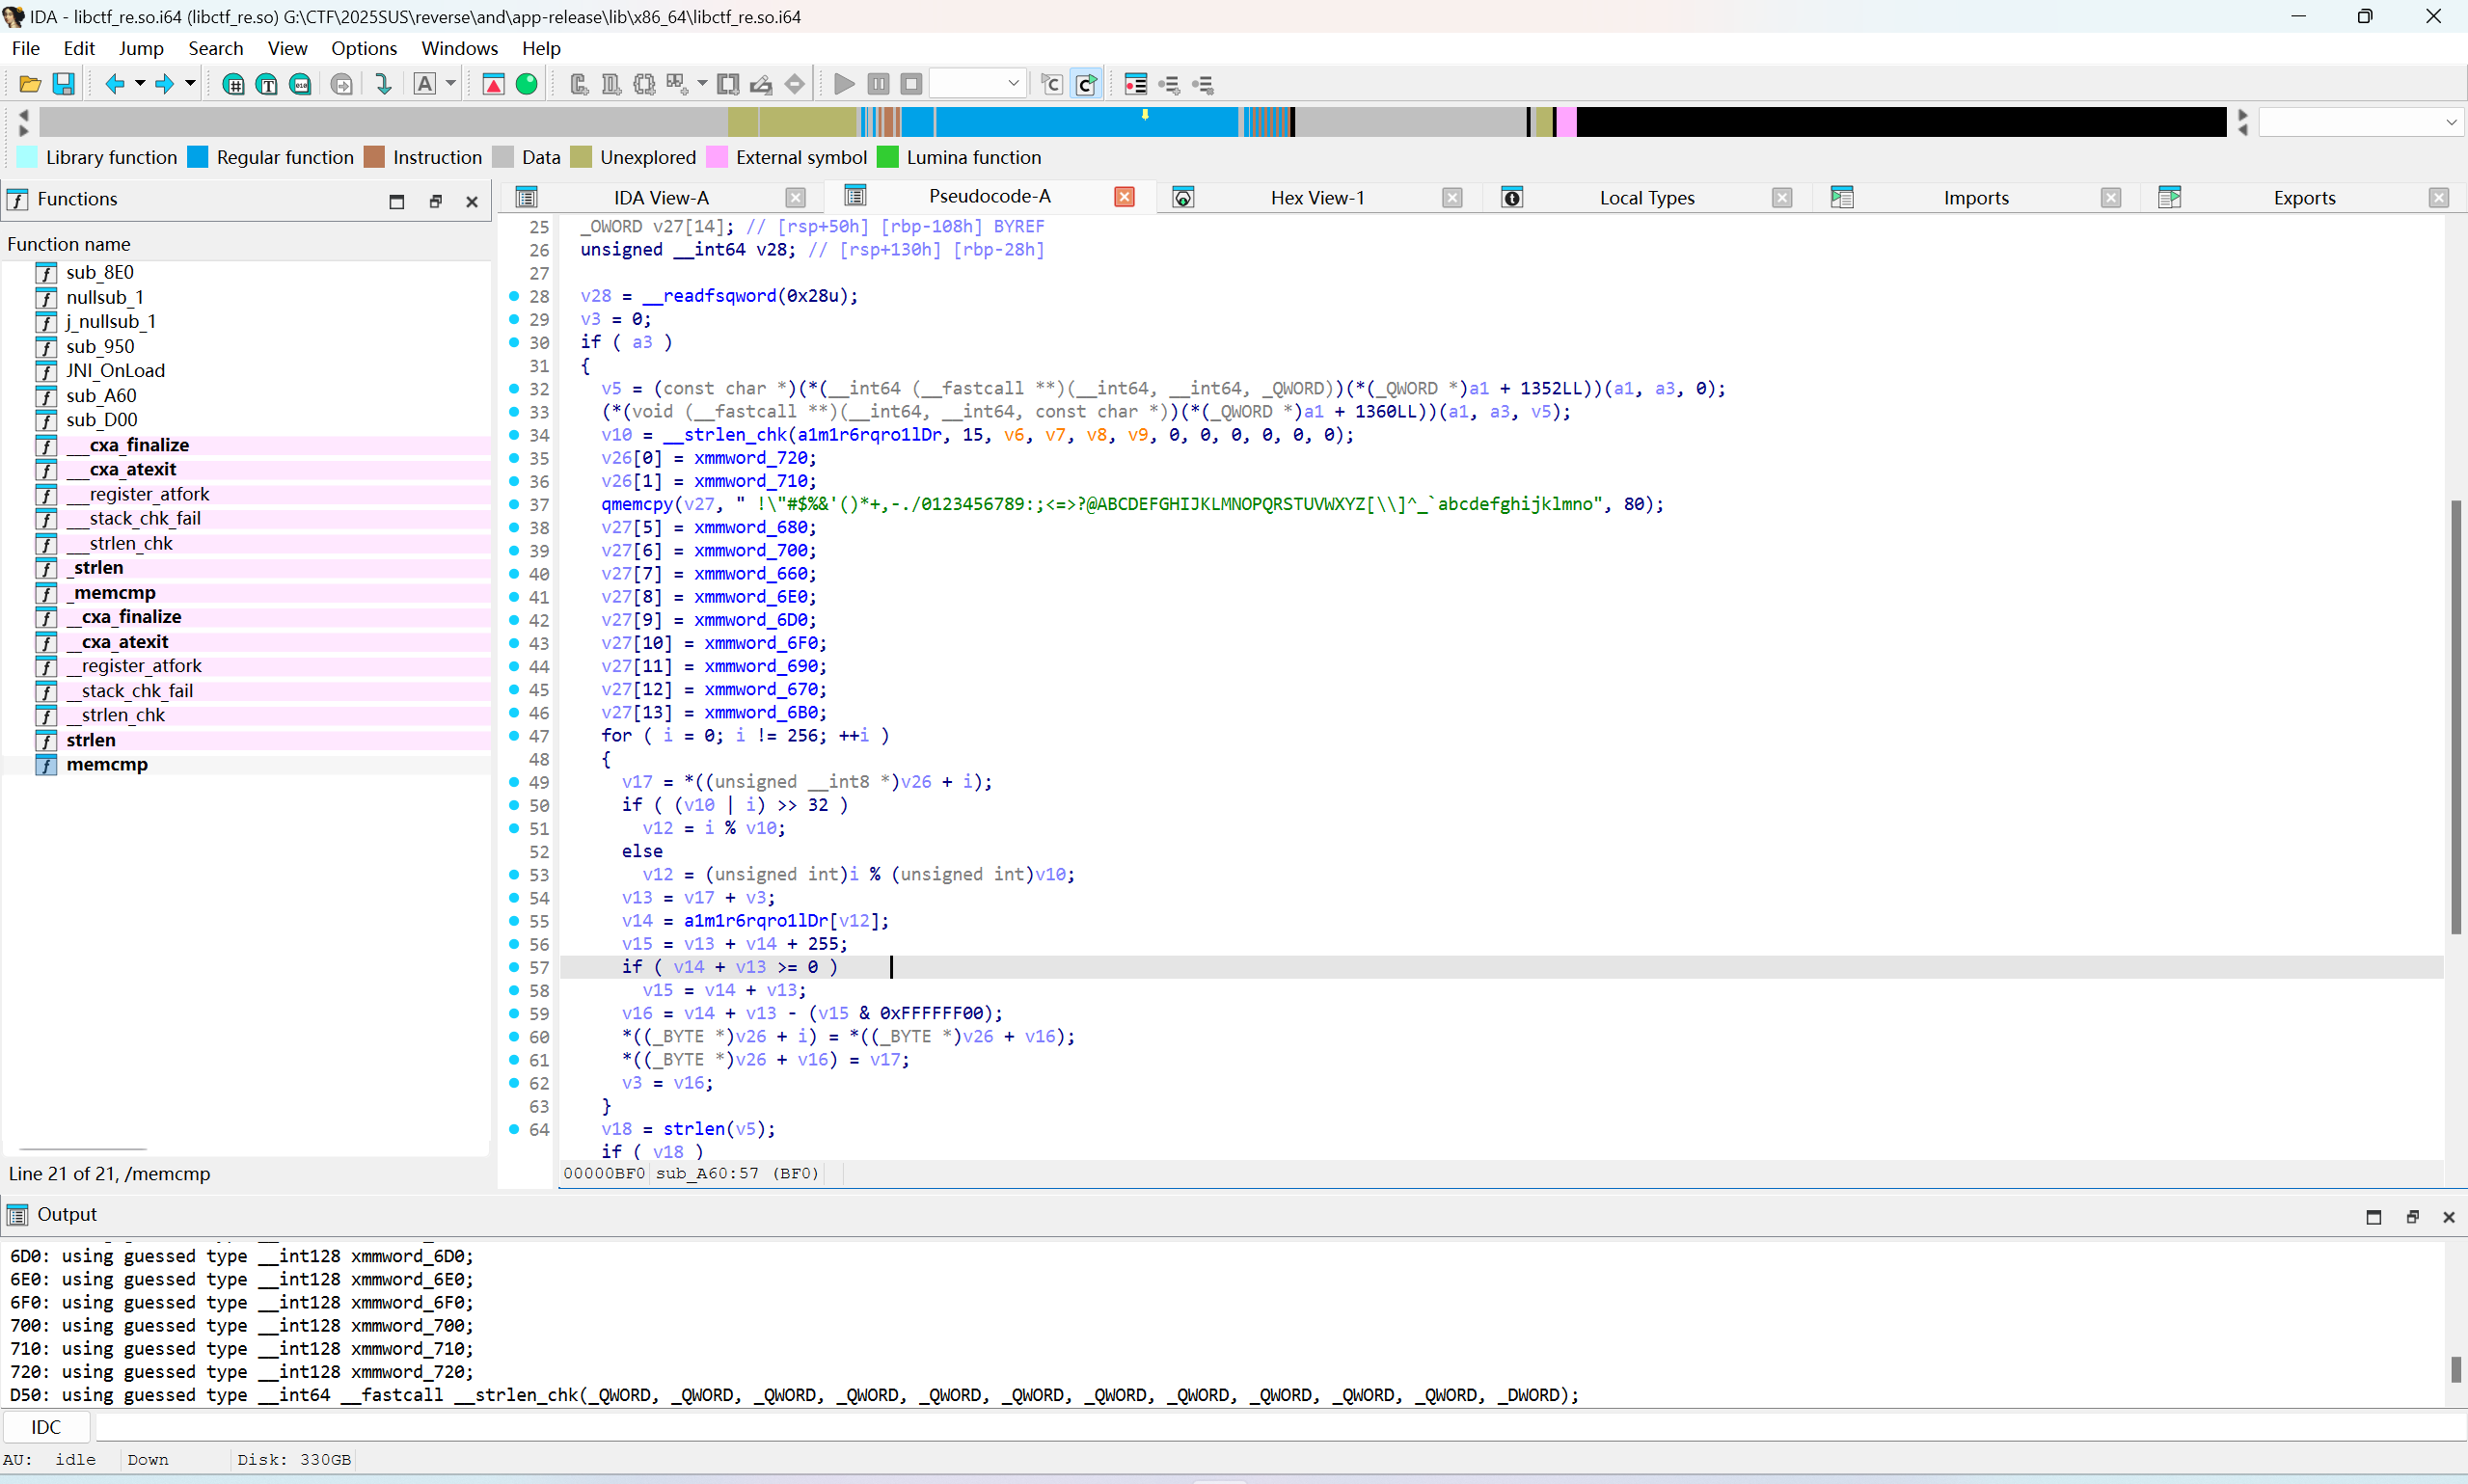 IDA - libctf_re.so.i64 (libctf_re.so) G:\CTF\2025SUS\reverse\and\app-release\lib\x86_64\libctf_re.so.i64
File Edit Jump Search View Options Windows Help
Library function Regular function Instruction Data Unexplored External symbol Lumina function
Functions
IDA View-A Pseudocode-A Hex View-1 Local Types Imports Exports
Function name
sub_8E0
nullsub_1
j_nullsub_1
sub_950
JNI_OnLoad
sub_A60
sub_D00
___cxa_finalize
___cxa_atexit
___register_atfork
___stack_chk_fail
___strlen_chk
_strlen
_memcmp
__cxa_finalize
__cxa_atexit
__register_atfork
__stack_chk_fail
__strlen_chk
strlen
memcmp
Line 21 of 21, /memcmp
25 _OWORD v27[14]; // [rsp+50h] [rbp-108h] BYREF
26 unsigned __int64 v28; // [rsp+130h] [rbp-28h]
27
28 v28 = __readfsqword(0x28u);
29 v3 = 0;
30 if ( a3 )
31 {
32 v5 = (const char *)(*(__int64 (__fastcall **)(__int64, __int64, _QWORD))(*(_QWORD *)a1 + 1352LL))(a1, a3, 0);
33 (*(void (__fastcall **)(__int64, __int64, const char *))(*(_QWORD *)a1 + 1360LL))(a1, a3, v5);
34 v10 = __strlen_chk(a1m1r6rqro1lDr, 15, v6, v7, v8, v9, 0, 0, 0, 0, 0, 0);
35 v26[0] = xmmword_720;
36 v26[1] = xmmword_710;
37 qmemcpy(v27, " !\"#$%&'()*+,-./0123456789:;<=>?@ABCDEFGHIJKLMNOPQRSTUVWXYZ[\\]^_`abcdefghijklmno", 80);
38 v27[5] = xmmword_680;
39 v27[6] = xmmword_700;
40 v27[7] = xmmword_660;
41 v27[8] = xmmword_6E0;
42 v27[9] = xmmword_6D0;
43 v27[10] = xmmword_6F0;
44 v27[11] = xmmword_690;
45 v27[12] = xmmword_670;
46 v27[13] = xmmword_6B0;
47 for ( i = 0; i != 256; ++i )
48 {
49 v17 = *((unsigned __int8 *)v26 + i);
50 if ( (v10 | i) >> 32 )
51 v12 = i % v10;
52 else
53 v12 = (unsigned int)i % (unsigned int)v10;
54 v13 = v17 + v3;
55 v14 = a1m1r6rqro1lDr[v12];
56 v15 = v13 + v14 + 255;
57 if ( v14 + v13 >= 0 )
58 v15 = v14 + v13;
59 v16 = v14 + v13 - (v15 & 0xFFFFFF00);
60 *((_BYTE *)v26 + i) = *((_BYTE *)v26 + v16);
61 *((_BYTE *)v26 + v16) = v17;
62 v3 = v16;
63 }
64 v18 = strlen(v5);
if ( v18 )
00000BF0 sub_A60:57 (BF0)
Output
6D0: using guessed type __int128 xmmword_6D0;
6E0: using guessed type __int128 xmmword_6E0;
6F0: using guessed type __int128 xmmword_6F0;
700: using guessed type __int128 xmmword_700;
710: using guessed type __int128 xmmword_710;
720: using guessed type __int128 xmmword_720;
D50: using guessed type __int64 __fastcall __strlen_chk(_QWORD, _QWORD, _QWORD, _QWORD, _QWORD, _QWORD, _QWORD, _QWORD, _QWORD, _QWORD, _QWORD, _DWORD);
IDC
AU: idle Down Disk: 330GB